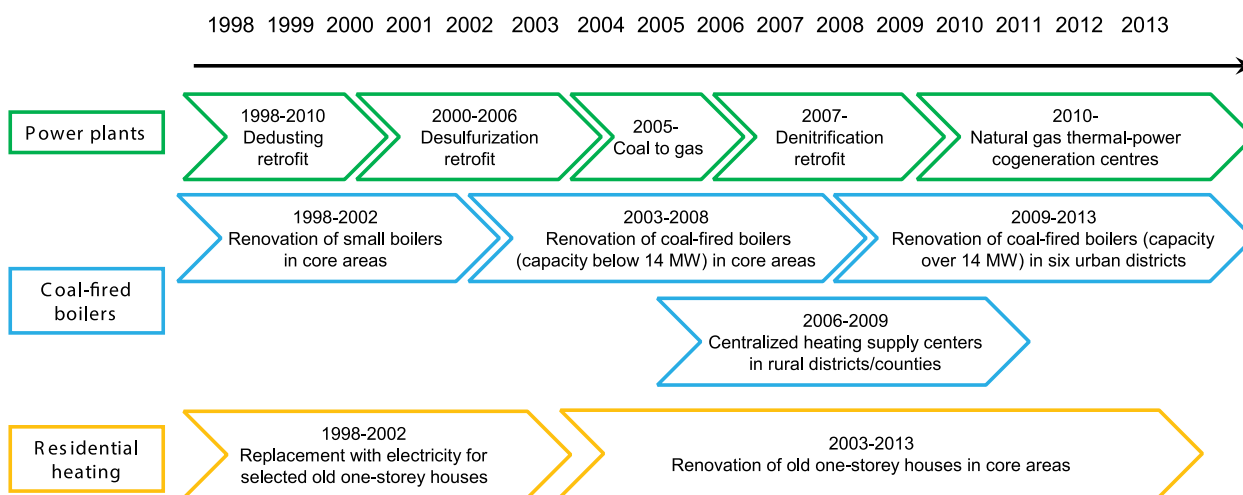 1998 1999 2000 2001 2002 2003 2004 2005 2006 2007 2008 2009 2010 2011 2012 2013
Power plants
1998-2010
Dedusting
retrofit
2000-2006
Desulfurization
retrofit
2005-
Coal to gas
2007-
Denitrification
retrofit
2010-
Natural gas thermal-power
cogeneration centres
Coal-fired
boilers
1998-2002
Renovation of small boilers
in core areas
2003-2008
Renovation of coal-fired boilers
(capacity below 14 MW) in core areas
2009-2013
Renovation of coal-fired boilers (capacity
over 14 MW) in six urban districts
2006-2009
Centralized heating supply centers
in rural districts/counties
Residential
heating
1998-2002
Replacement with electricity for
selected old one-storey houses
2003-2013
Renovation of old one-storey houses in core areas